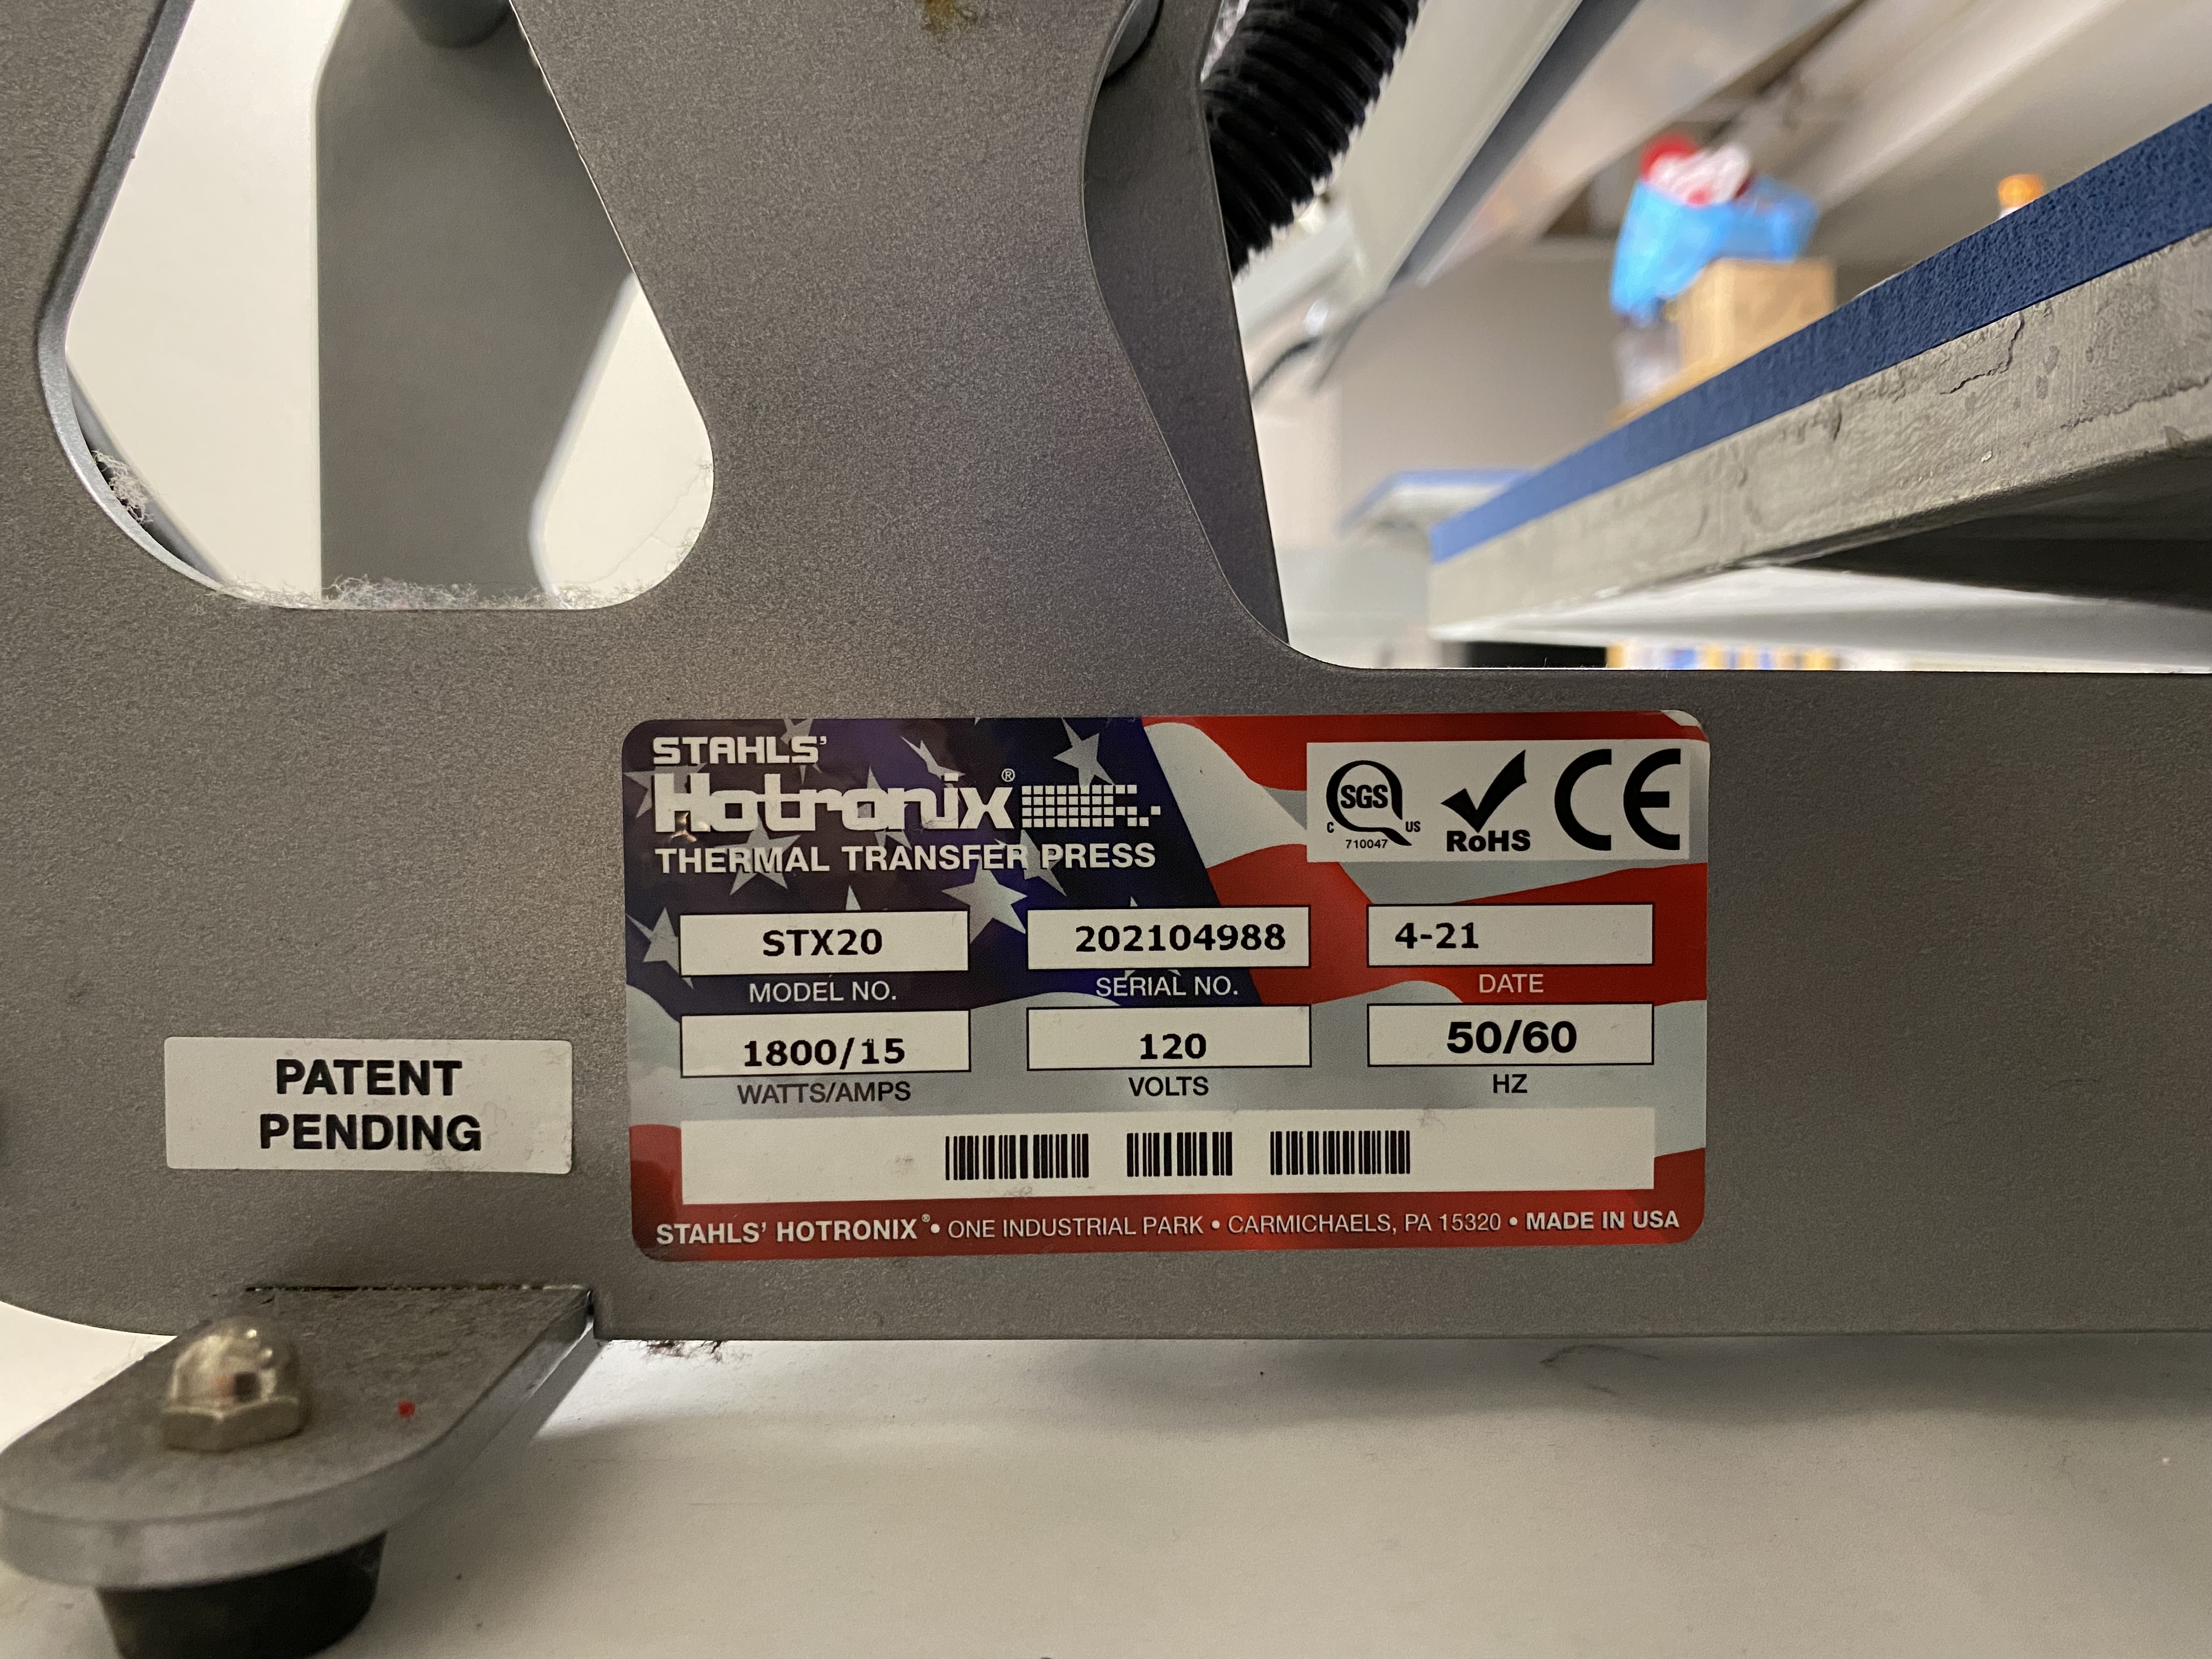 STAHLS'
Hotronix®
THERMAL TRANSFER PRESS
SGS
C US
710047
RoHS
CE
STX20 202104988 4-21
MODEL NO. SERIAL NO. DATE
1800/15 120 50/60
WATTS/AMPS VOLTS HZ
STAHLS' HOTRONIX®• ONE INDUSTRIAL PARK • CARMICHAELS, PA 15320 • MADE IN USA
PATENT
PENDING